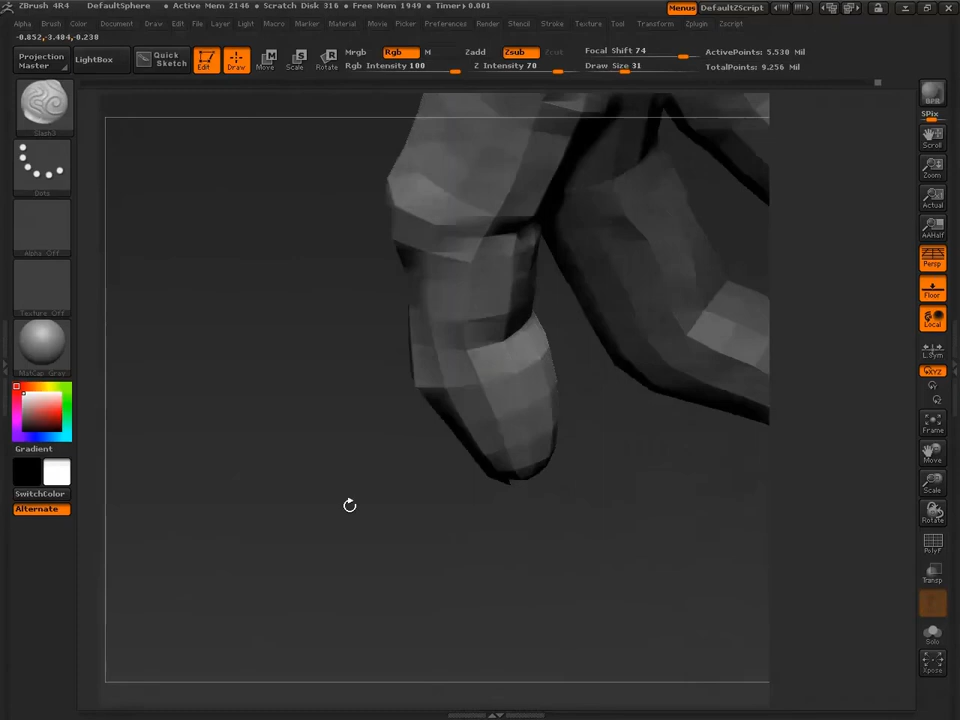 ZBrush 4R4 DefaultSphere • Active Mem 2146 • Scratch Disk 316 • Free Mem 1949 • Timer▸0.001 Menus DefaultZScript
Alpha Brush Color Document Draw Edit File Layer Light Macro Marker Material Movie Picker Preferences Render Stencil Stroke Texture Tool Transform Zplugin Zscript
-0.852,-3.484,-0.238
Projection Master
LightBox
Quick Sketch
Edit Draw Move Scale Rotate
Mrgb Rgb M
Rgb Intensity 100
Zadd Zsub Zcut
Z Intensity 70
Focal Shift 74
Draw Size 31
ActivePoints: 5.530 Mil
TotalPoints: 9.256 Mil
Slash3
Dots
Alpha Off
Texture Off
MatCap Gray
Gradient
SwitchColor
Alternate
BPR
SPix
Scroll
Zoom
Actual
AAHalf
Persp
Floor
Local
L.Sym
XYZ
Frame
Move
Scale
Rotate
PolyF
Transp
Solo
Xpose